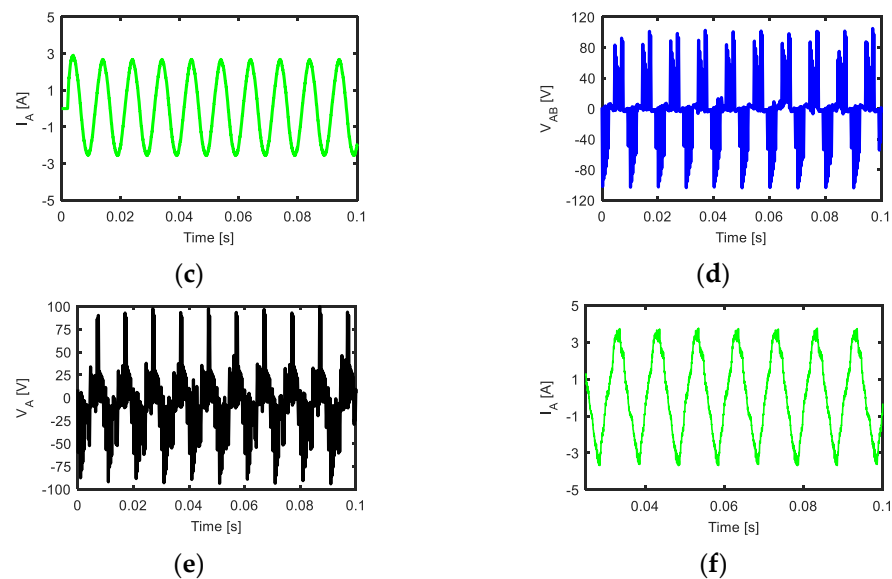 5
3
1
-1
-3
-5
I_A [A]
0 0.02 0.04 0.06 0.08 0.1
Time [s]
(c)
120
80
40
0
-40
-80
-120
V_AB [V]
0 0.02 0.04 0.06 0.08 0.1
Time [s]
(d)
100
75
50
25
0
-25
-50
-75
-100
V_A [V]
0 0.02 0.04 0.06 0.08 0.1
Time [s]
(e)
5
3
1
-1
-3
-5
I_A [A]
0.04 0.06 0.08 0.1
Time [s]
(f)